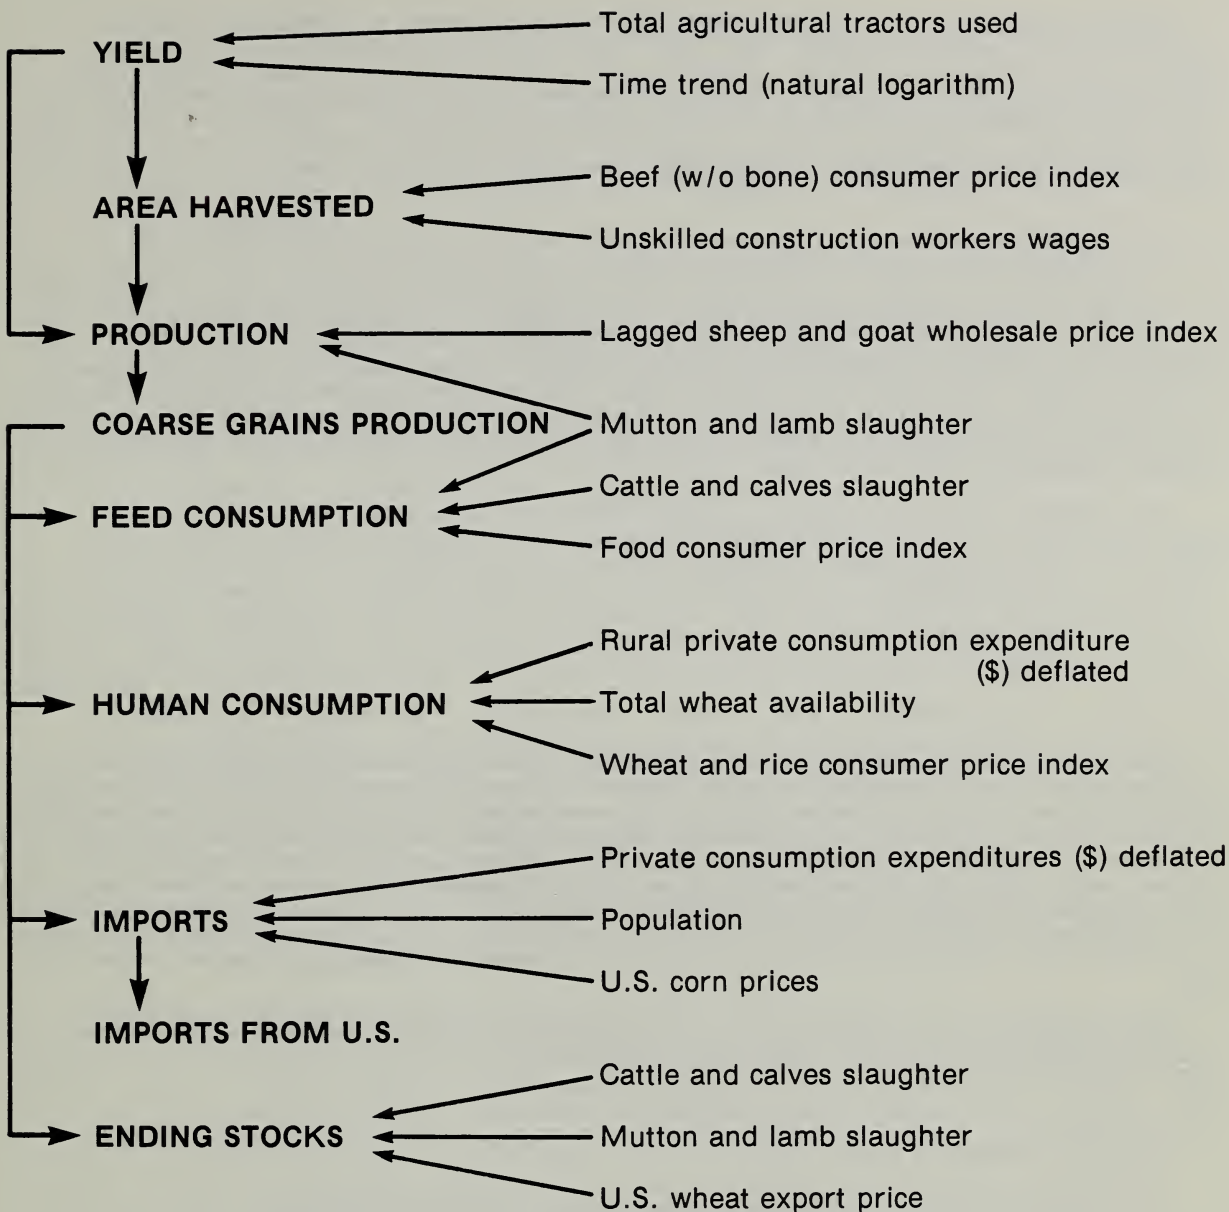 Total agricultural tractors used
YIELD
Time trend (natural logarithm)
Beef (w/o bone) consumer price index
AREA HARVESTED
Unskilled construction workers wages
PRODUCTION
Lagged sheep and goat wholesale price index
COARSE GRAINS PRODUCTION
Mutton and lamb slaughter
Cattle and calves slaughter
FEED CONSUMPTION
Food consumer price index
Rural private consumption expenditure
($) deflated
HUMAN CONSUMPTION
Total wheat availability
Wheat and rice consumer price index
Private consumption expenditures ($) deflated
IMPORTS
Population
U.S. corn prices
IMPORTS FROM U.S.
Cattle and calves slaughter
ENDING STOCKS
Mutton and lamb slaughter
U.S. wheat export price